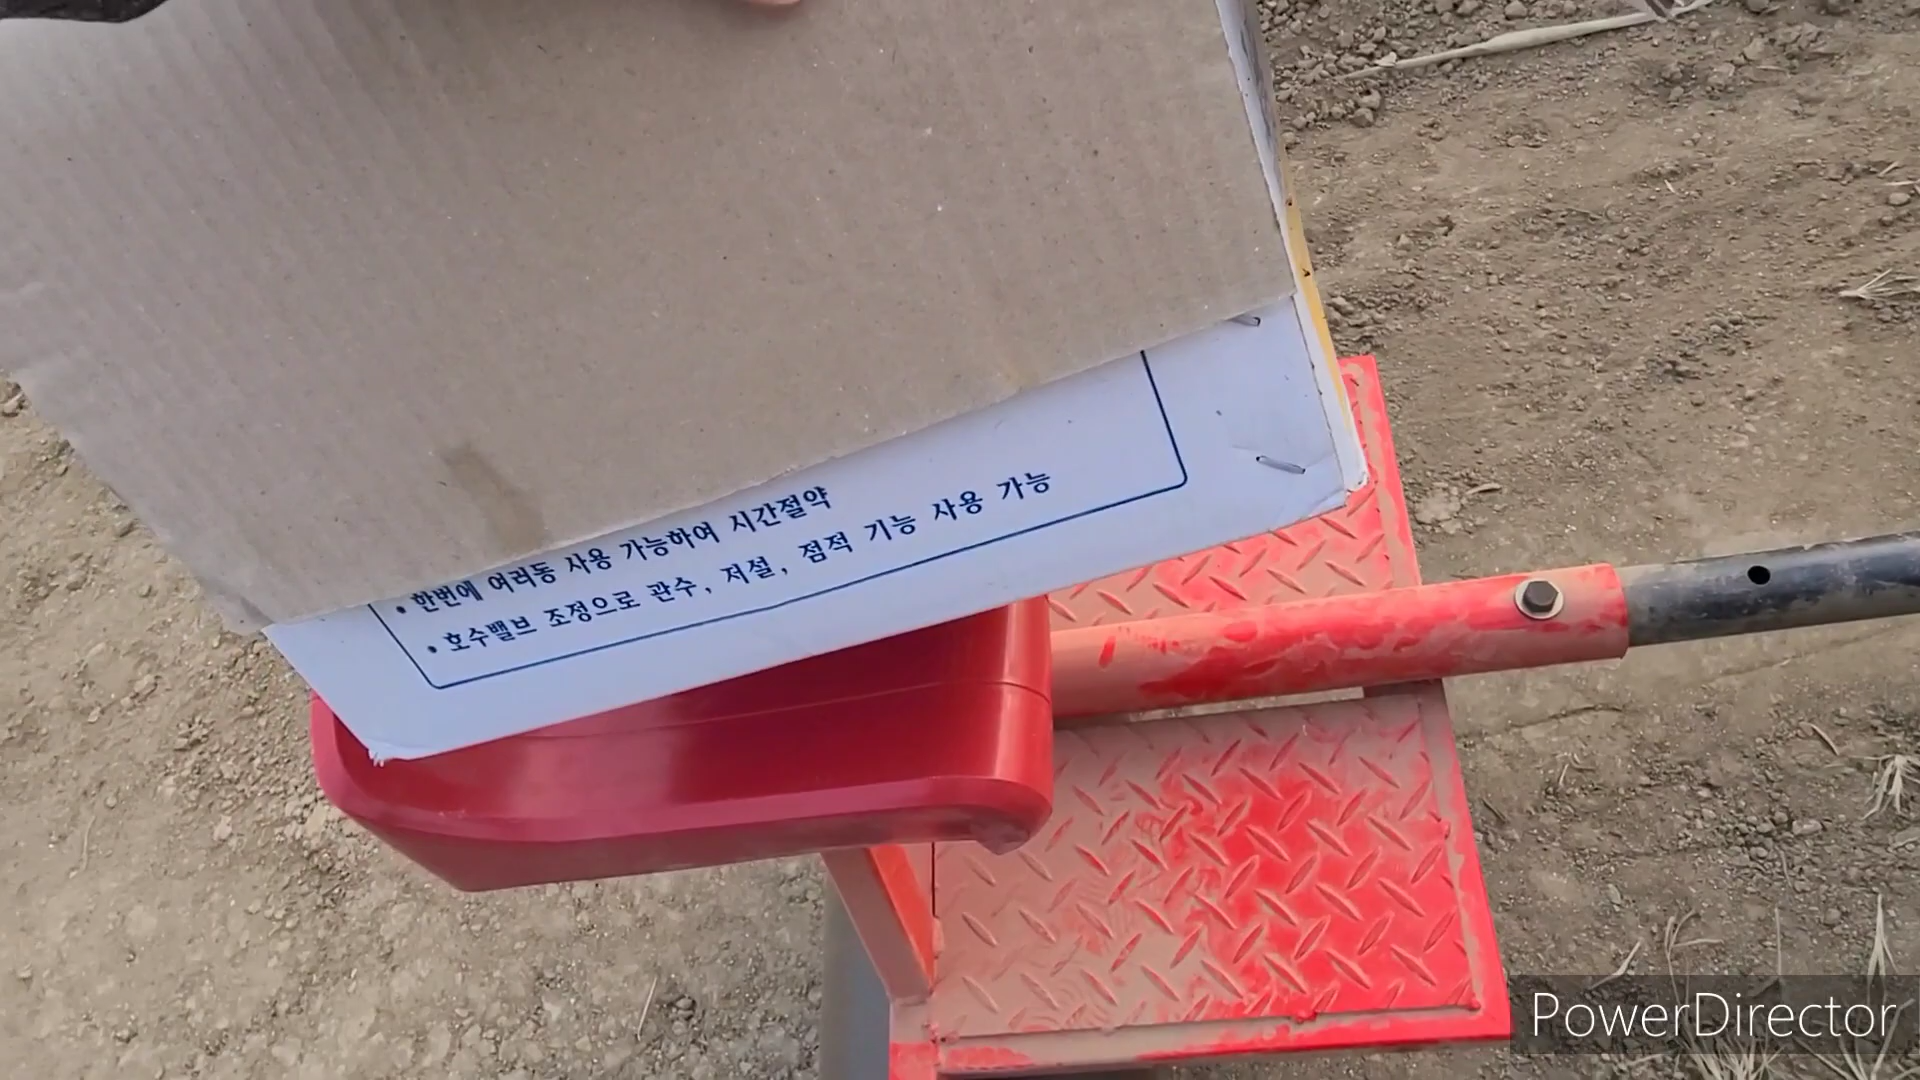 • 한번에 여러동 사용 가능하여 시간절약
• 호수밸브 조정으로 관수, 저설, 점적 기능 사용 가능
PowerDirector